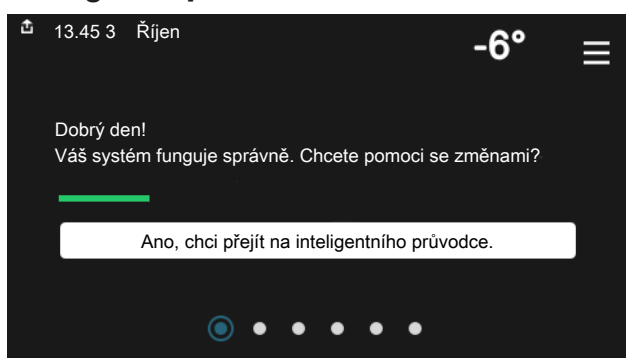 13.45 3 Říjen
-6°
Dobrý den!
Váš systém funguje správně. Chcete pomoci se změnami?
Ano, chci přejít na inteligentního průvodce.